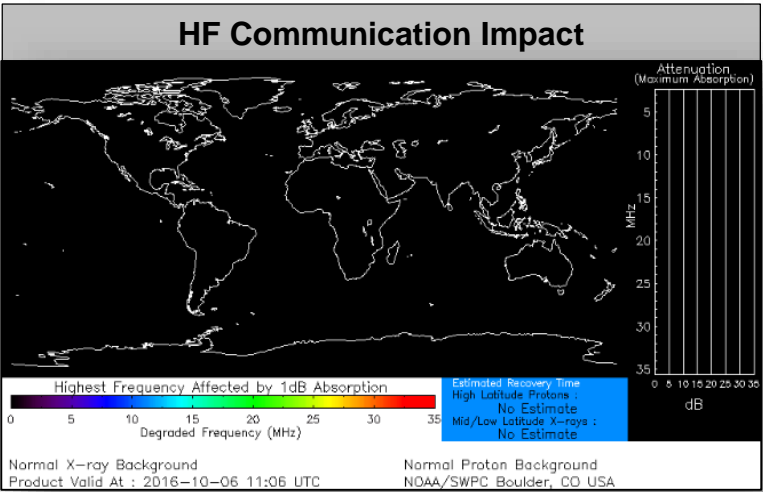 HF Communication Impact
Attenuation
(Maximum Absorption)
5
10
15
20
25
30
35
MHz
0 5 10 15 20 25 30 35
dB
Highest Frequency Affected by 1dB Absorption
0 5 10 15 20 25 30 35
Degraded Frequency (MHz)
Estimated Recovery Time
High Latitude Protons :
No Estimate
Mid/Low Latitude X-rays :
No Estimate
Normal X-ray Background
Product Valid At : 2016-10-06 11:06 UTC
Normal Proton Background
NOAA/SWPC Boulder, CO USA